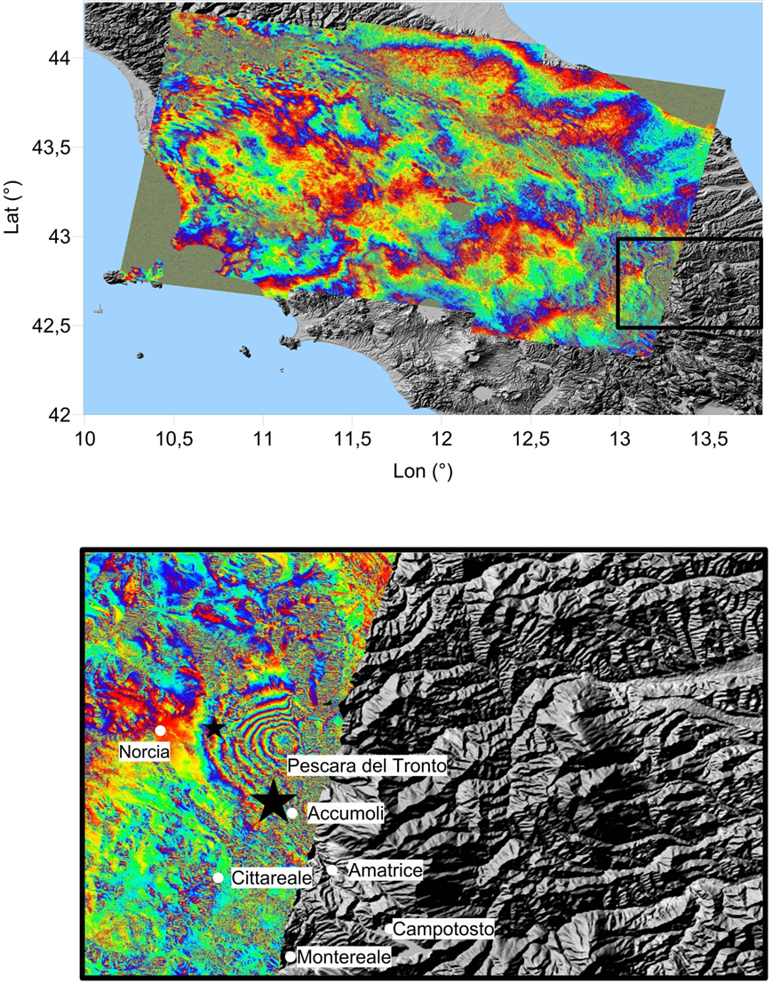 44
43,5
43
42,5
42
Lat (°)
10
10,5
11
11,5
12
12,5
13
13,5
Lon (°)
Norcia
Pescara del Tronto
Accumoli
Cittareale
Amatrice
Campotosto
Montereale